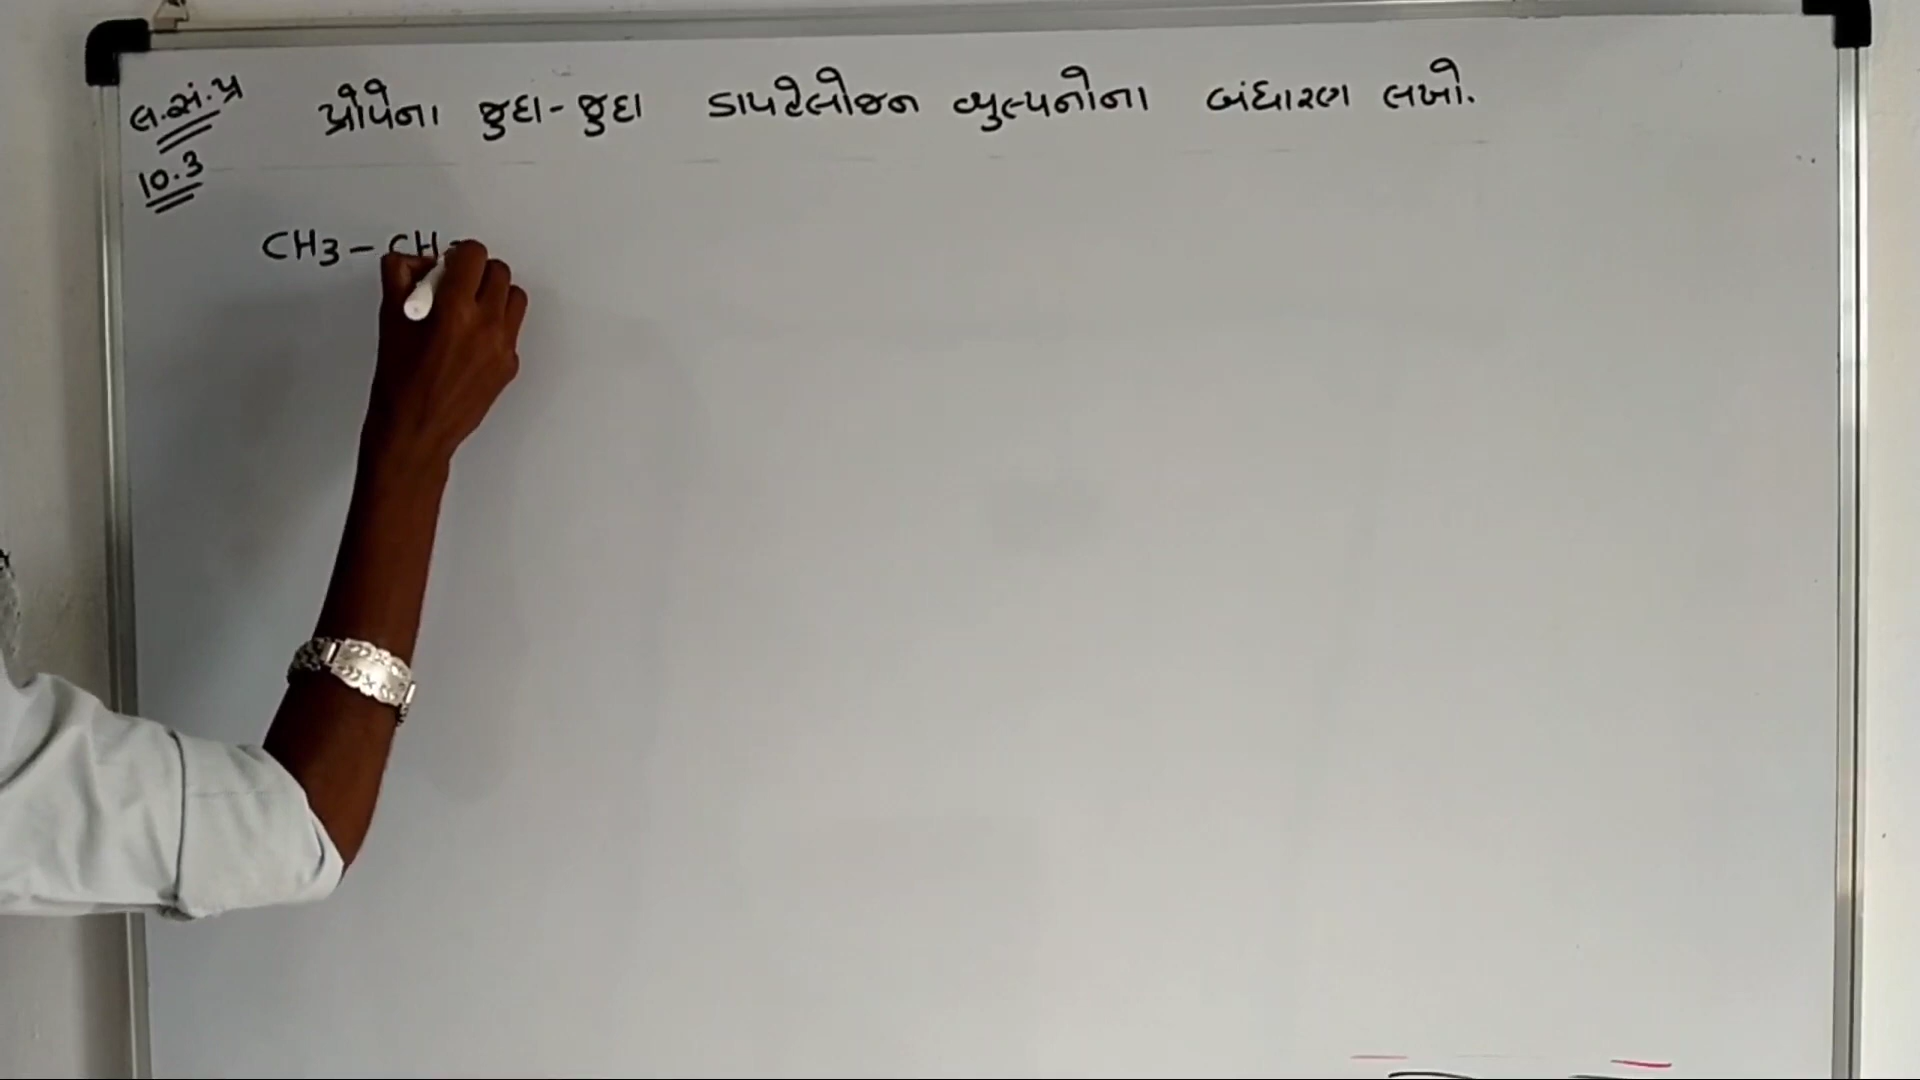 લ.સં.પ્ર પ્રોપેના જુદા-જુદા ડાયહેલોજન વ્યુત્પનોના બંધારણ લખો.
10.3
CH3 - CH